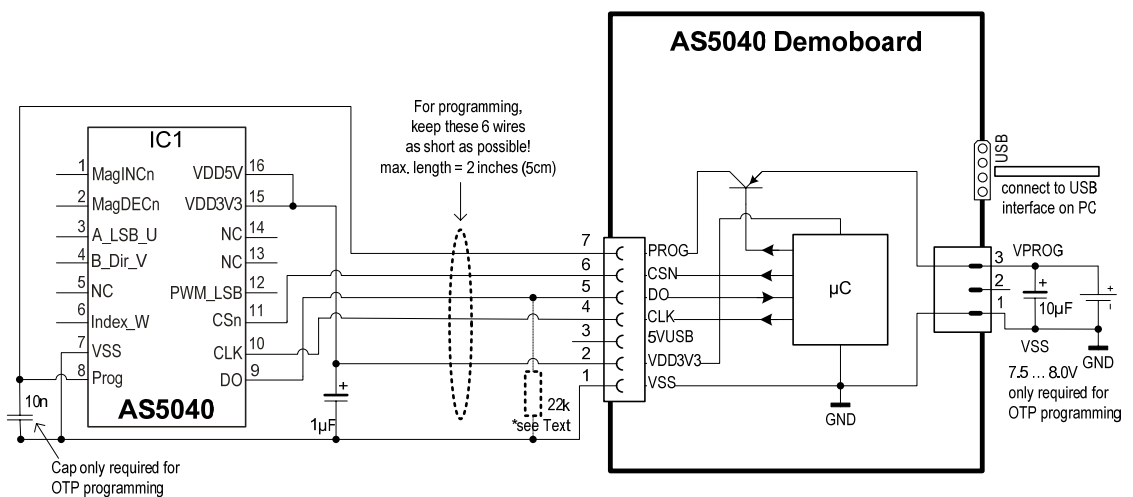 AS5040 Demoboard
For programming,
keep these 6 wires
as short as possible!
max. length = 2 inches (5cm)
IC1
1 MagINCn
2 MagDECn
3 A_LSB_U
4 B_Dir_V
5 NC
6 Index_W
7 VSS
8 Prog
VDD5V 16
VDD3V3 15
NC 14
NC 13
PWM_LSB 12
CSn 11
CLK 10
DO 9
AS5040
10n
Cap only required for
OTP programming
+
1µF
22k
*see Text
7 PROG
6 CSN
5 DO
4 CLK
3 5VUSB
2 VDD3V3
1 VSS
µC
GND
USB
connect to USB
interface on PC
3 VPROG
2
1
+
10µF
+
-
VSS
GND
7.5 ... 8.0V
only required for
OTP programming